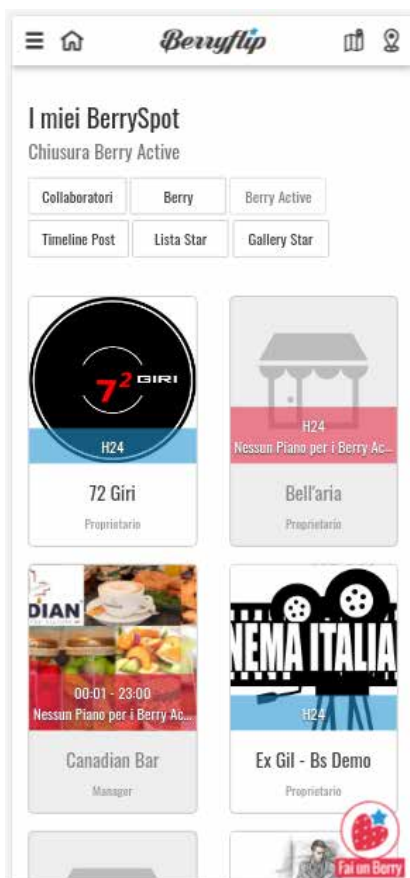 Berryflip
I miei BerrySpot
Chiusura Berry Active
Collaboratori Berry Berry Active
Timeline Post Lista Star Gallery Star
7² GIRI
H24
72 Giri
Proprietario
H24
Nessun Piano per i Berry Ac...
Bell'aria
Proprietario
DIAN
00:01 - 23:00
Nessun Piano per i Berry Ac...
Canadian Bar
Manager
NEMA ITALIA
H24
Ex Gil - Bs Demo
Proprietario
Fai un Berry